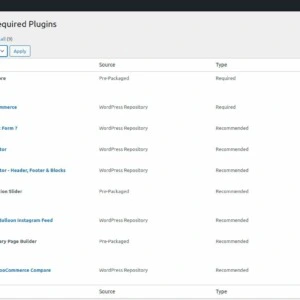 equired Plugins
all (9)
Apply
Source Type
ore Pre-Packaged Required
mmerce WordPress Repository Required
Form 7 WordPress Repository Recommended
tor WordPress Repository Recommended
tor - Header, Footer & Blocks WordPress Repository Recommended
ion Slider Pre-Packaged Recommended
Balloon Instagram Feed WordPress Repository Recommended
ry Page Builder Pre-Packaged Recommended
ooCommerce Compare WordPress Repository Recommended
Source Type